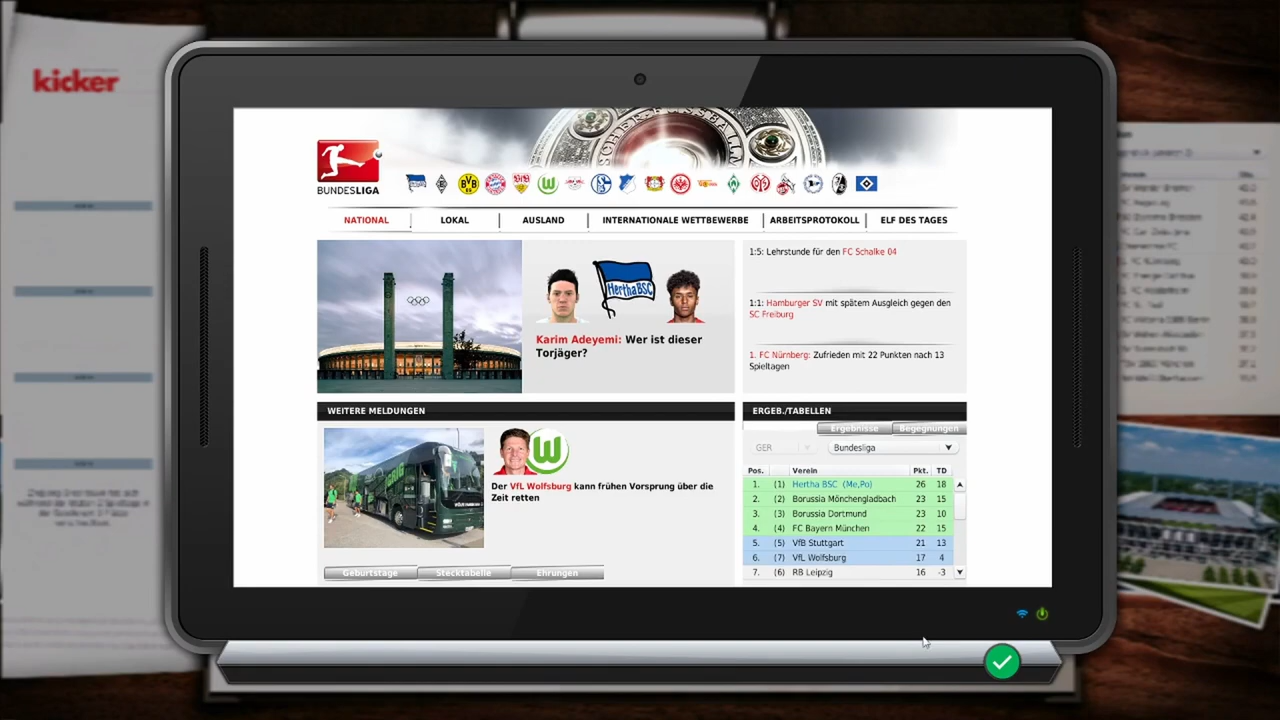 kicker
BUNDESLIGA
NATIONAL
LOKAL
AUSLAND
INTERNATIONALE WETTBEWERBE
ARBEITSPROTOKOLL
ELF DES TAGES
Hertha BSC
Karim Adeyemi: Wer ist dieser
Torjäger?
1:5: Lehrstunde für den FC Schalke 04
1:1: Hamburger SV mit spätem Ausgleich gegen den
SC Freiburg
1. FC Nürnberg: Zufrieden mit 22 Punkten nach 13
Spieltagen
WEITERE MELDUNGEN
Der VfL Wolfsburg kann frühen Vorsprung über die
Zeit retten
Geburtstage
Stecktabelle
Ehrungen
ERGEB./TABELLEN
Ergebnisse
Begegnungen
GER
Bundesliga
Pos. Verein Pkt. TD
1. (1) Hertha BSC (Me,Po) 26 18
2. (2) Borussia Mönchengladbach 23 15
3. (3) Borussia Dortmund 23 10
4. (4) FC Bayern München 22 15
5. (5) VfB Stuttgart 21 13
6. (7) VfL Wolfsburg 17 4
7. (6) RB Leipzig 16 -3